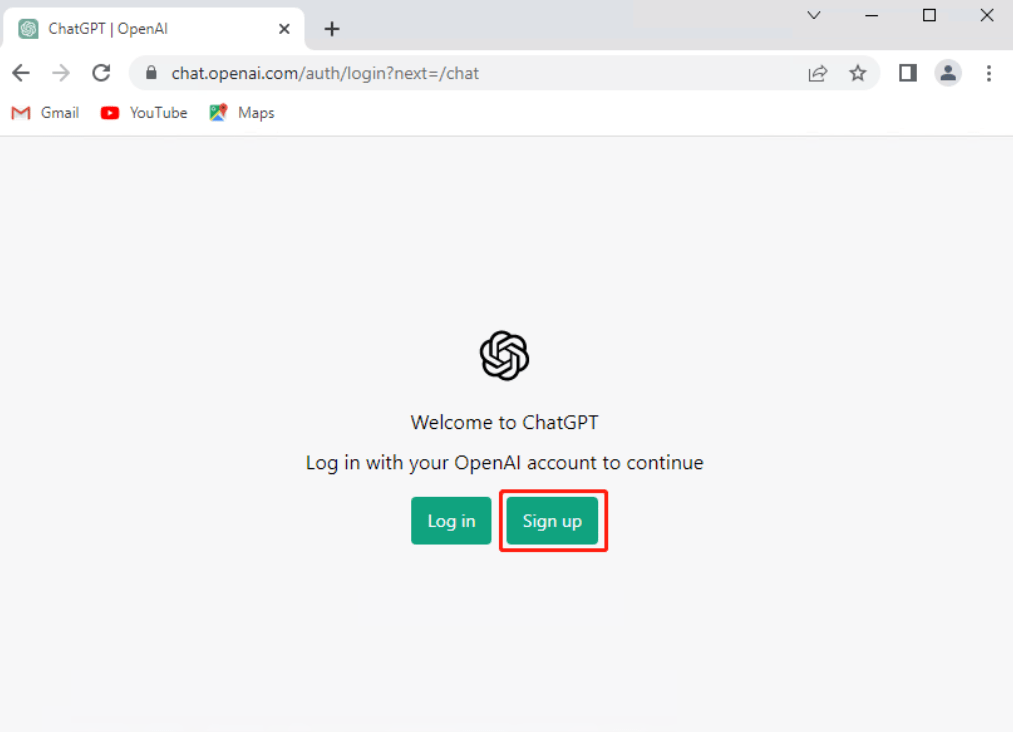 ChatGPT | OpenAI
chat.openai.com/auth/login?next=/chat
Gmail YouTube Maps
Welcome to ChatGPT
Log in with your OpenAI account to continue
Log in Sign up